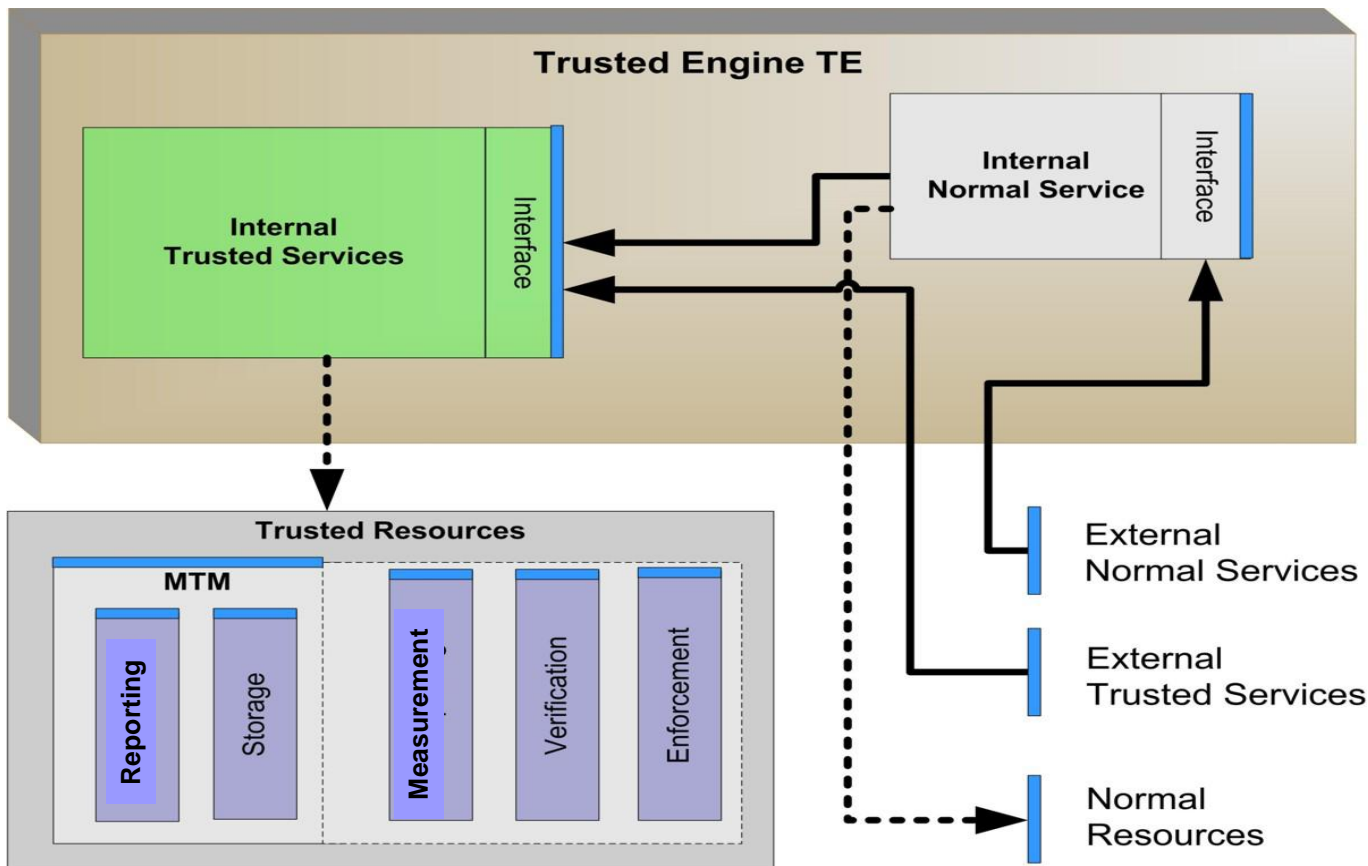 Trusted Engine TE
Internal
Trusted Services
Interface
Internal
Normal Service
Interface
Trusted Resources
MTM
Reporting
Storage
Measurement
Verification
Enforcement
External
Normal Services
External
Trusted Services
Normal
Resources